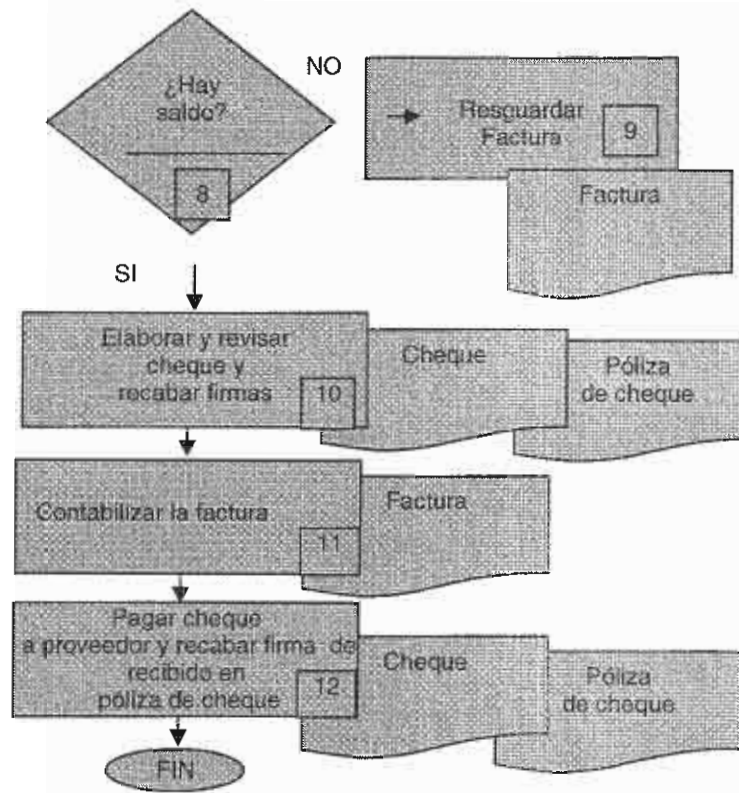 ¿Hay
saldo?
8
NO
Resguardar
Factura
9
Factura
SI
Elaborar y revisar
cheque y
recabar firmas
10
Cheque
Póliza
de cheque
Contabilizar la factura
11
Factura
Pagar cheque
a proveedor y recabar firma de
recibido en
póliza de cheque
12
Cheque
Póliza
de cheque
FIN